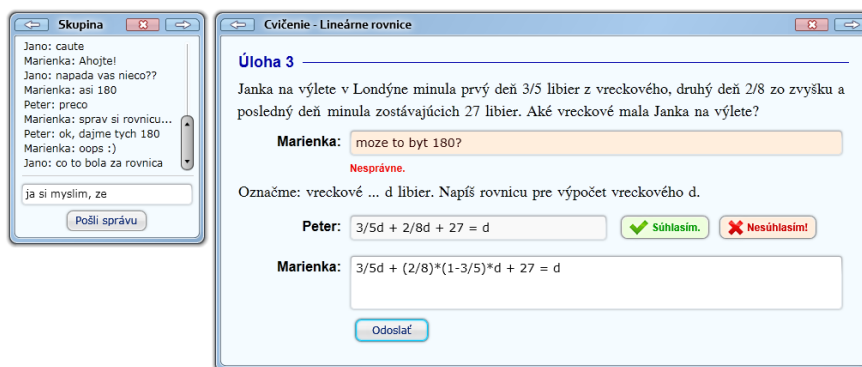 Skupina
Jano: caute
Marienka: Ahojte!
Jano: napada vas nieco??
Marienka: asi 180
Peter: preco
Marienka: sprav si rovnicu...
Peter: ok, dajme tych 180
Marienka: oops :)
Jano: co to bola za rovnica
ja si myslim, ze
Pošli správu
Cvičenie - Lineárne rovnice
Úloha 3
Janka na výlete v Londýne minula prvý deň 3/5 libier z vreckového, druhý deň 2/8 zo zvyšku a
posledný deň minula zostávajúcich 27 libier. Aké vreckové mala Janka na výlete?
Marienka: moze to byt 180?
Nesprávne.
Označme: vreckové ... d libier. Napíš rovnicu pre výpočet vreckového d.
Peter: 3/5d + 2/8d + 27 = d Súhlasím. Nesúhlasím!
Marienka: 3/5d + (2/8)*(1-3/5)*d + 27 = d
Odoslať